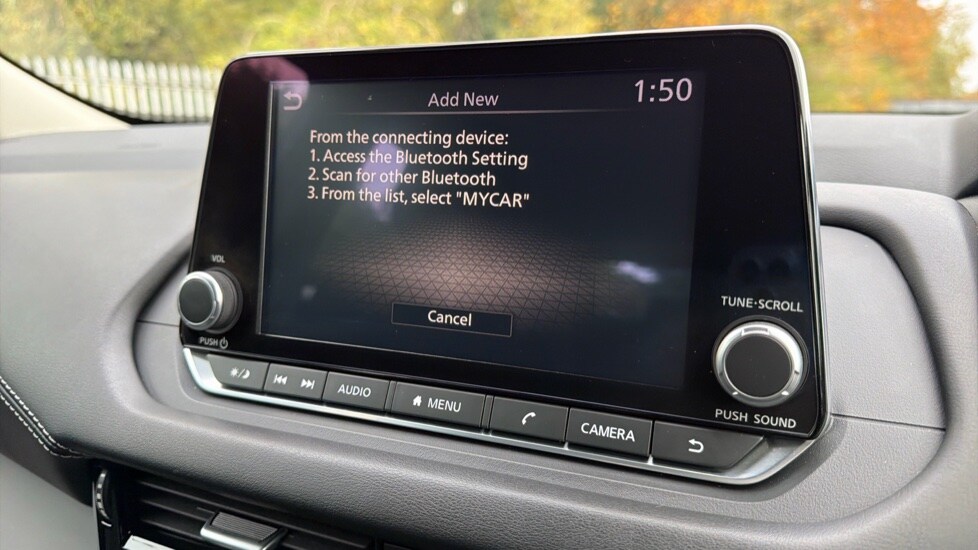 Add New
1:50
From the connecting device:
1. Access the Bluetooth Setting
2. Scan for other Bluetooth
3. From the list, select "MYCAR"
Cancel
VOL
PUSH
TUNE·SCROLL
PUSH SOUND
AUDIO
MENU
CAMERA